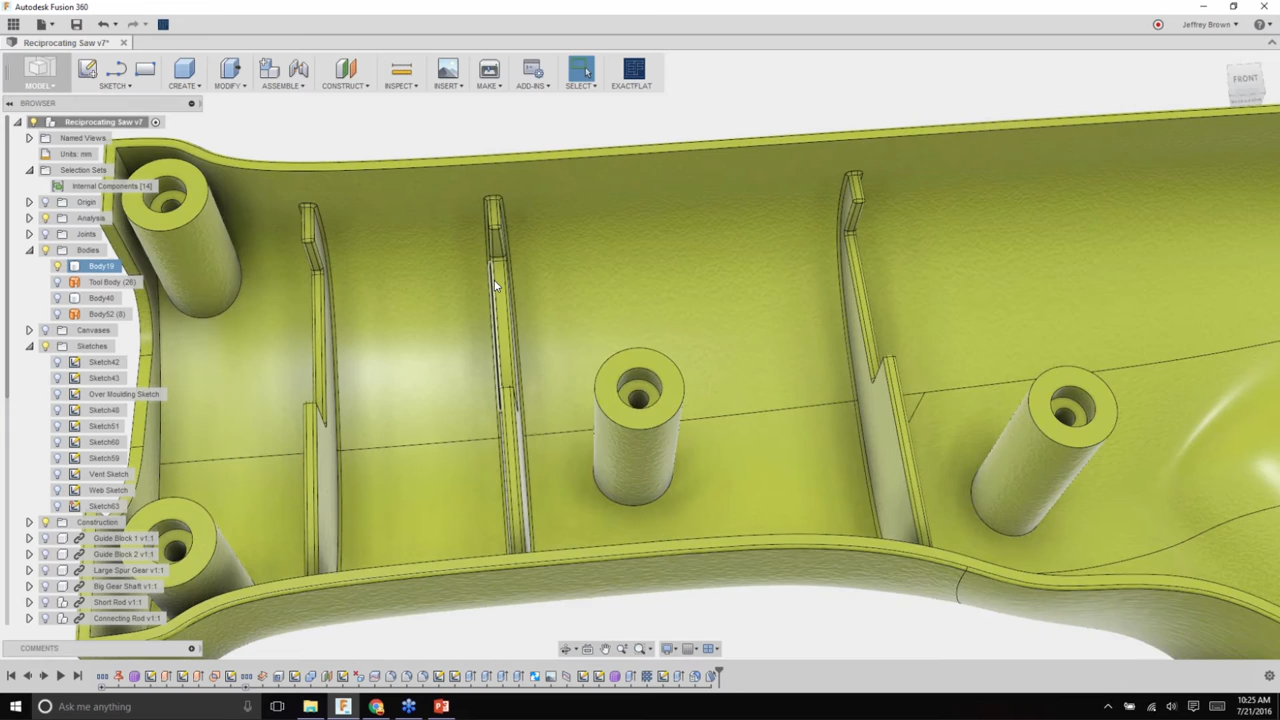 Autodesk Fusion 360
Jeffrey Brown
Reciprocating Saw v7*
MODEL
SKETCH
CREATE
MODIFY
ASSEMBLE
CONSTRUCT
INSPECT
INSERT
MAKE
ADD-INS
SELECT
EXACTFLAT
FRONT
BROWSER
Reciprocating Saw v7
Named Views
Units: mm
Selection Sets
Internal Components [14]
Origin
Analysis
Joints
Bodies
Body19
Tool Body (26)
Body40
Body52 (8)
Canvases
Sketches
Sketch42
Sketch43
Over Moulding Sketch
Sketch48
Sketch51
Sketch60
Sketch59
Vent Sketch
Web Sketch
Sketch63
Construction
Guide Block 1 v1:1
Guide Block 2 v1:1
Large Spur Gear v1:1
Big Gear Shaft v1:1
Short Rod v1:1
Connecting Rod v1:1
COMMENTS
Ask me anything
10:25 AM
7/21/2016